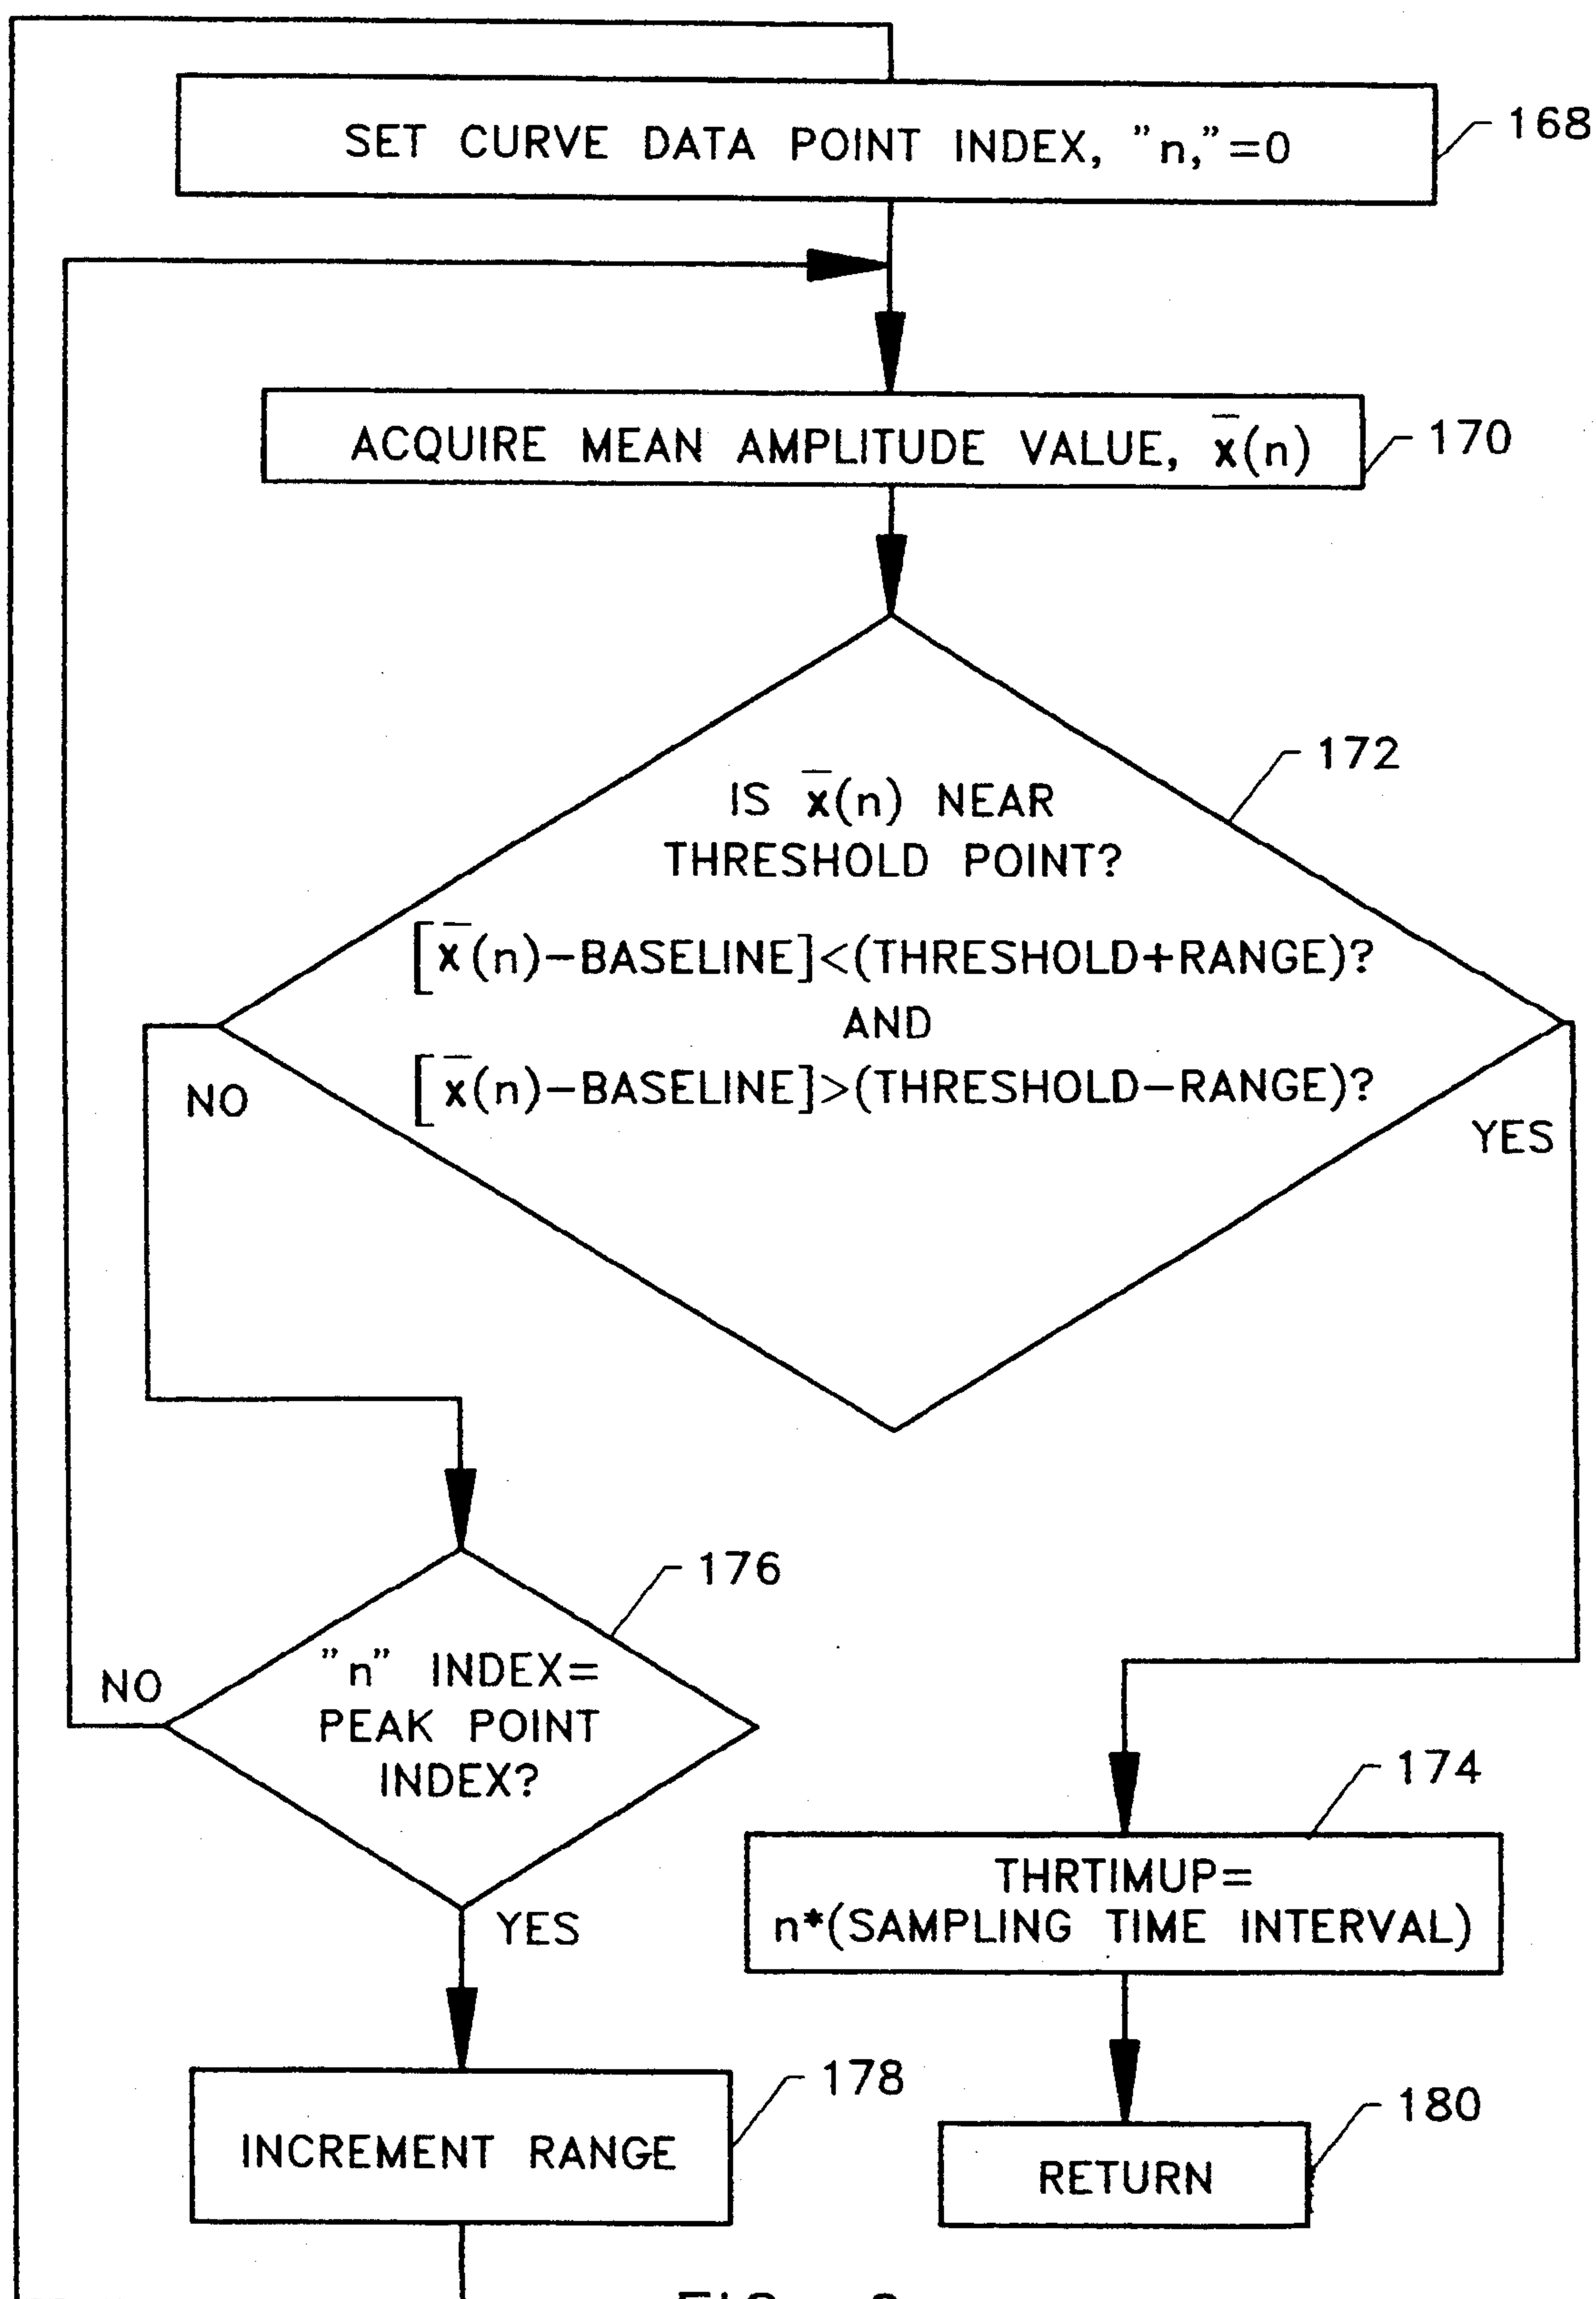 SET CURVE DATA POINT INDEX, "n,"=0
168
ACQUIRE MEAN AMPLITUDE VALUE, x̄(n)
170
172
IS x̄(n) NEAR
THRESHOLD POINT?
[x̄(n)-BASELINE]<(THRESHOLD+RANGE)?
AND
[x̄(n)-BASELINE]>(THRESHOLD-RANGE)?
NO
YES
176
"n" INDEX=
PEAK POINT
INDEX?
NO
YES
174
THRTIMUP=
n*(SAMPLING TIME INTERVAL)
178
INCREMENT RANGE
180
RETURN